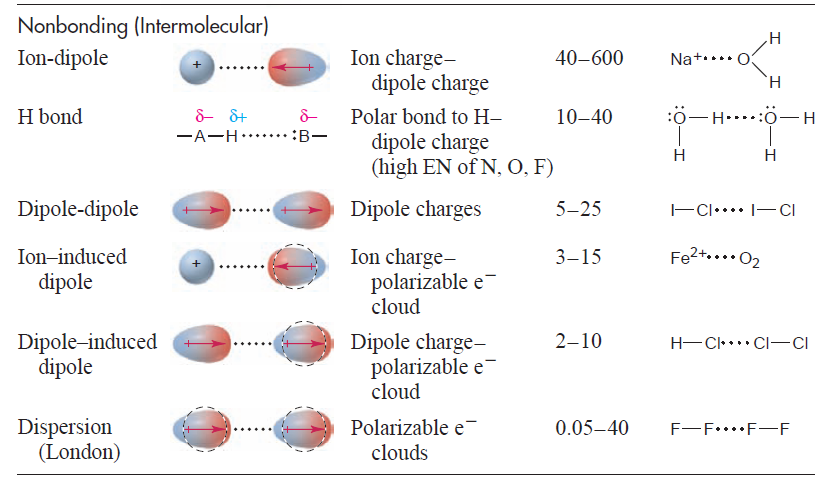 Nonbonding (Intermolecular)
Ion-dipole + Ion charge– 40–600 Na+•••• O H
dipole charge H
H bond δ– δ+ δ– Polar bond to H– 10–40 :Ö—H••••:Ö—H
—A—H•••••••:B— dipole charge H H
(high EN of N, O, F)
Dipole-dipole Dipole charges 5–25 I—Cl•••• I—Cl
Ion–induced + Ion charge– 3–15 Fe²⁺•••• O₂
dipole polarizable e⁻
cloud
Dipole–induced Dipole charge– 2–10 H—Cl•••• Cl—Cl
dipole polarizable e⁻
cloud
Dispersion Polarizable e⁻ 0.05–40 F—F••••F—F
(London) clouds